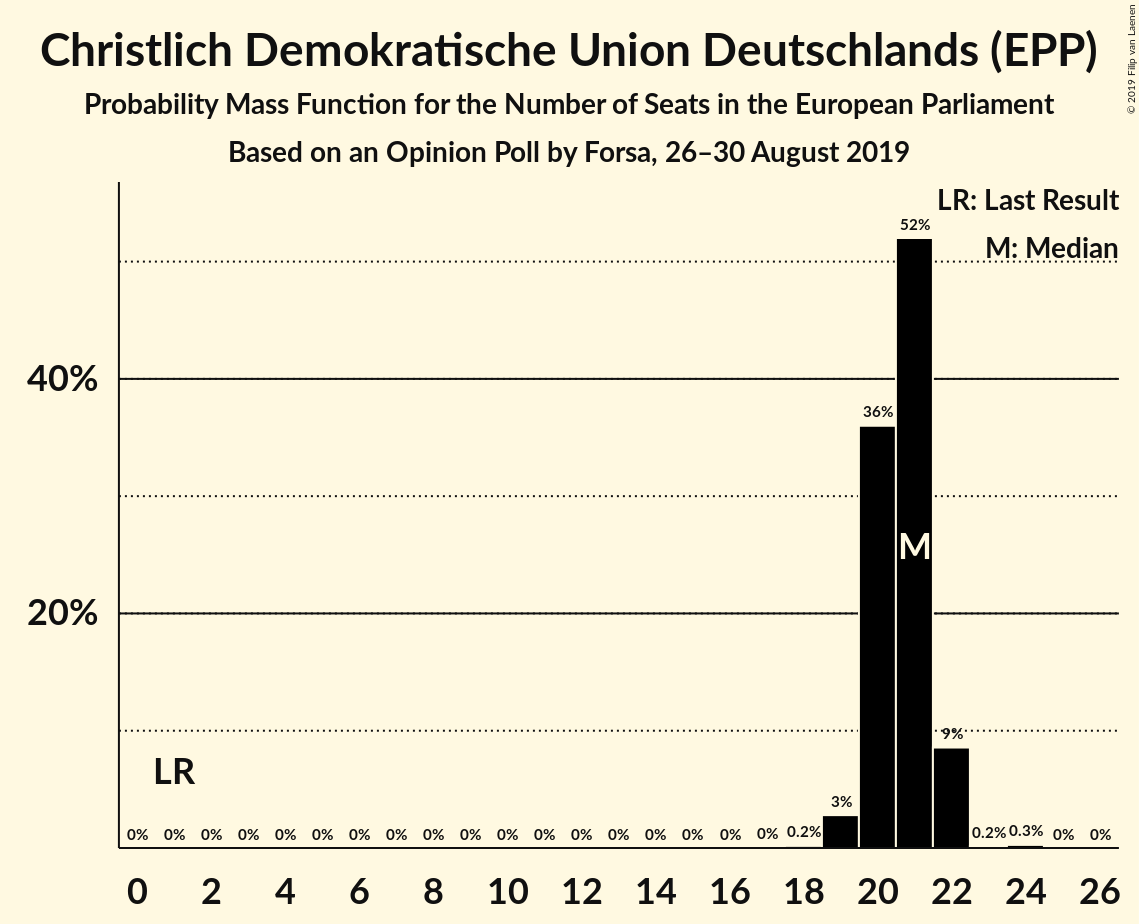 Christlich Demokratische Union Deutschlands (EPP)
Probability Mass Function for the Number of Seats in the European Parliament
Based on an Opinion Poll by Forsa, 26–30 August 2019
© 2019 Filip van Laenen
LR: Last Result
M: Median
52%
40%
36%
M
20%
9%
LR
3%
0% 0% 0% 0% 0% 0% 0% 0% 0% 0% 0% 0% 0% 0% 0% 0% 0% 0% 0.2% 0.2% 0.3% 0% 0%
0 2 4 6 8 10 12 14 16 18 20 22 24 26